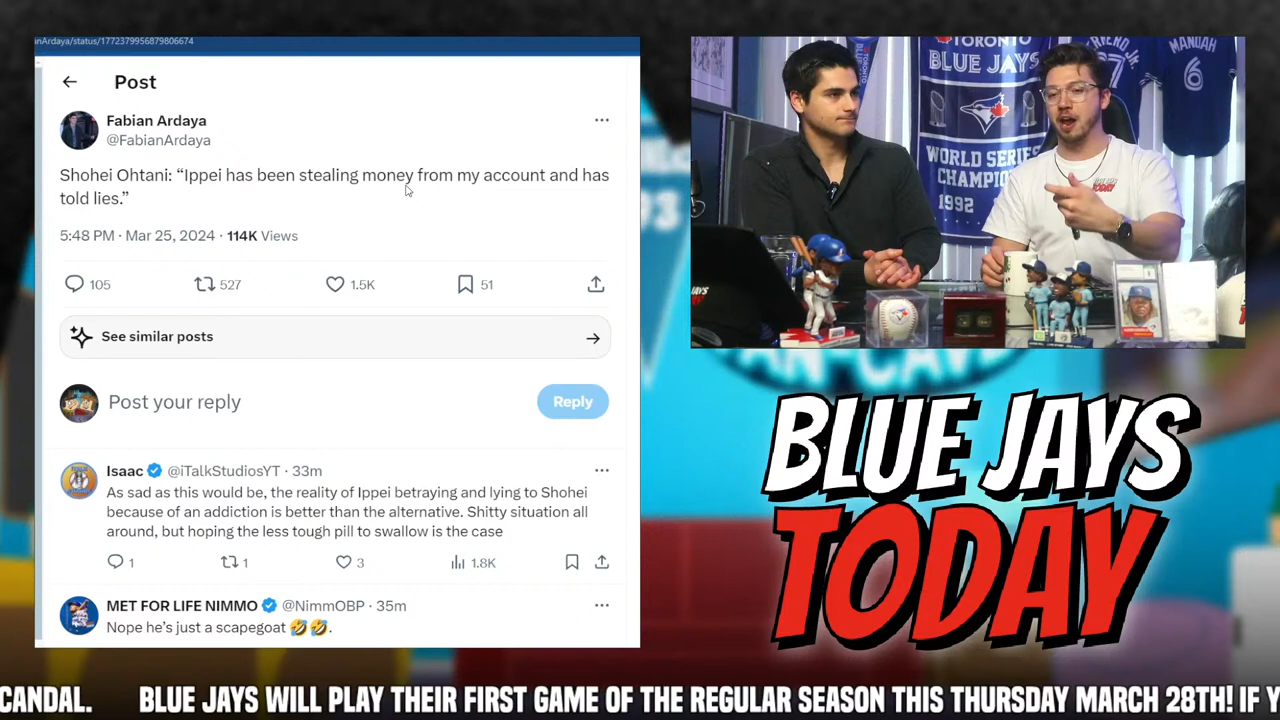 anArdaya/status/1772379956879806674
Post
Fabian Ardaya
@FabianArdaya
Shohei Ohtani: “Ippei has been stealing money from my account and has
told lies.”
5:48 PM · Mar 25, 2024 · 114K Views
105 527 1.5K 51
See similar posts
Post your reply
Reply
Isaac @iTalkStudiosYT · 33m
As sad as this would be, the reality of Ippei betraying and lying to Shohei
because of an addiction is better than the alternative. Shitty situation all
around, but hoping the less tough pill to swallow is the case
1 1 3 1.8K
MET FOR LIFE NIMMO @NimmOBP · 35m
Nope he’s just a scapegoat 🤣🤣.
TORONTO
BLUE JAYS
WORLD SERIES
CHAMPIONS
1992
MANOAH
6
BLUE JAYS
TODAY
CANDAL. BLUE JAYS WILL PLAY THEIR FIRST GAME OF THE REGULAR SEASON THIS THURSDAY MARCH 28TH! IF Y